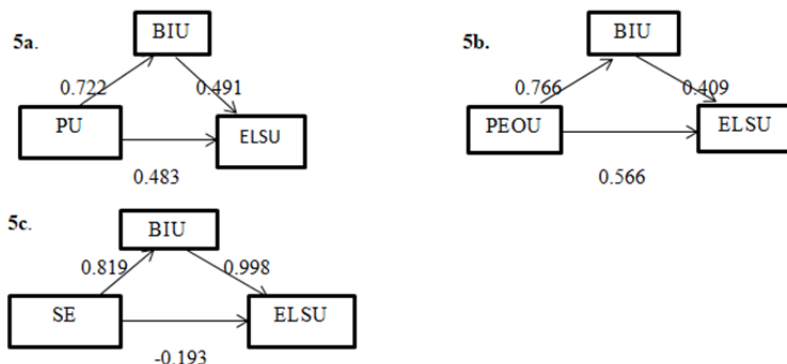 5a.
BIU
0.722
0.491
PU
ELSU
0.483
5b.
BIU
0.766
0.409
PEOU
ELSU
0.566
5c.
BIU
0.819
0.998
SE
ELSU
-0.193